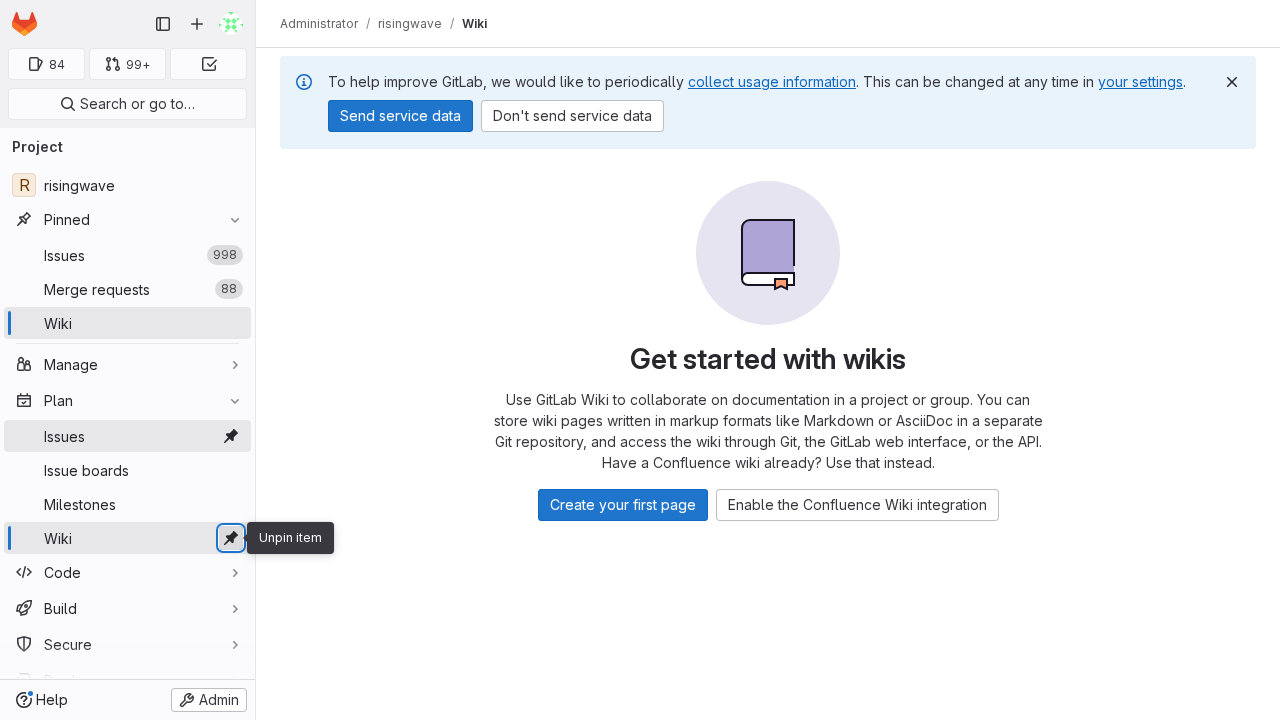 Administrator / risingwave / Wiki
84
99+
Search or go to…
Project
R risingwave
Pinned
Issues 998
Merge requests 88
Wiki
Manage
Plan
Issues
Issue boards
Milestones
Wiki
Unpin item
Code
Build
Secure
Help
Admin
To help improve GitLab, we would like to periodically collect usage information. This can be changed at any time in your settings.
Send service data
Don't send service data
Get started with wikis
Use GitLab Wiki to collaborate on documentation in a project or group. You can
store wiki pages written in markup formats like Markdown or AsciiDoc in a separate
Git repository, and access the wiki through Git, the GitLab web interface, or the API.
Have a Confluence wiki already? Use that instead.
Create your first page
Enable the Confluence Wiki integration